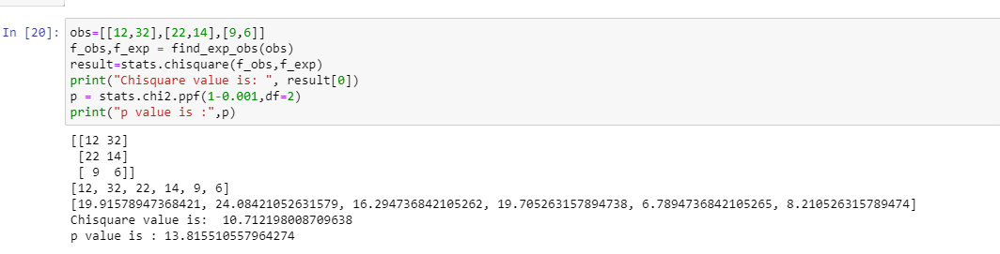 In [20]: obs=[[12,32],[22,14],[9,6]]
f_obs,f_exp = find_exp_obs(obs)
result=stats.chisquare(f_obs,f_exp)
print("Chisquare value is: ", result[0])
p = stats.chi2.ppf(1-0.001,df=2)
print("p value is :",p)
[[12 32]
 [22 14]
 [ 9  6]]
[12, 32, 22, 14, 9, 6]
[19.91578947368421, 24.08421052631579, 16.294736842105262, 19.705263157894738, 6.7894736842105265, 8.210526315789474]
Chisquare value is:  10.712198008709638
p value is : 13.815510557964274